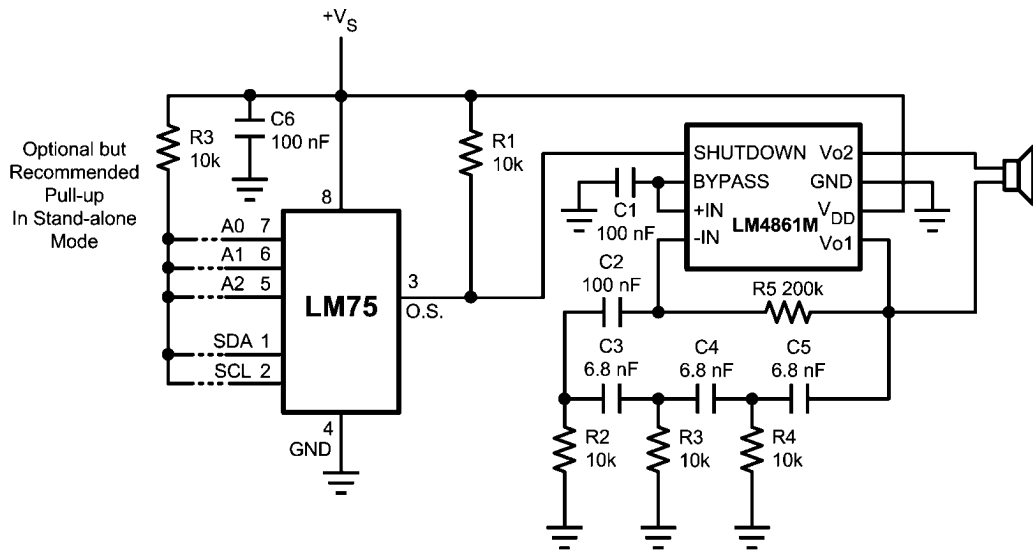 +VS
Optional but
Recommended
Pull-up
In Stand-alone
Mode
R3
10k
C6
100 nF
R1
10k
8
A0 7
A1 6
A2 5
SDA 1
SCL 2
LM75
3
O.S.
4
GND
C1
100 nF
SHUTDOWN
BYPASS
+IN
-IN
LM4861M
Vo2
GND
VDD
Vo1
C2
100 nF
R5 200k
C3
6.8 nF
C4
6.8 nF
C5
6.8 nF
R2
10k
R3
10k
R4
10k